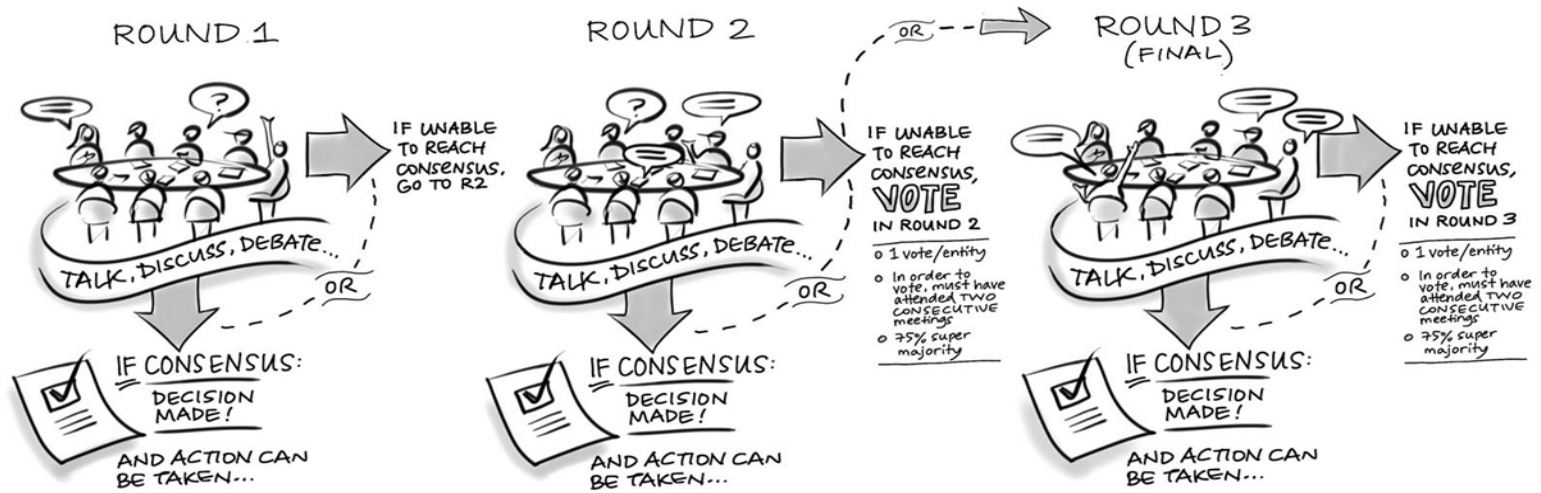 ROUND 1
?
IF UNABLE
TO REACH
CONSENSUS,
GO TO R2
TALK, DISCUSS, DEBATE...
OR
IF CONSENSUS:
DECISION
MADE!
AND ACTION CAN
BE TAKEN...
ROUND 2
?
OR
IF UNABLE
TO REACH
CONSENSUS,
VOTE
IN ROUND 2
1 vote/entity
In order to
vote, must have
attended TWO
CONSECUTIVE
meetings
75% super
majority
TALK, DISCUSS, DEBATE...
OR
IF CONSENSUS:
DECISION
MADE!
AND ACTION CAN
BE TAKEN...
ROUND 3
(FINAL)
IF UNABLE
TO REACH
CONSENSUS,
VOTE
IN ROUND 3
1 vote/entity
In order to
vote, must have
attended TWO
CONSECUTIVE
meetings
75% super
majority
TALK, DISCUSS, DEBATE...
OR
IF CONSENSUS:
DECISION
MADE!
AND ACTION CAN
BE TAKEN...